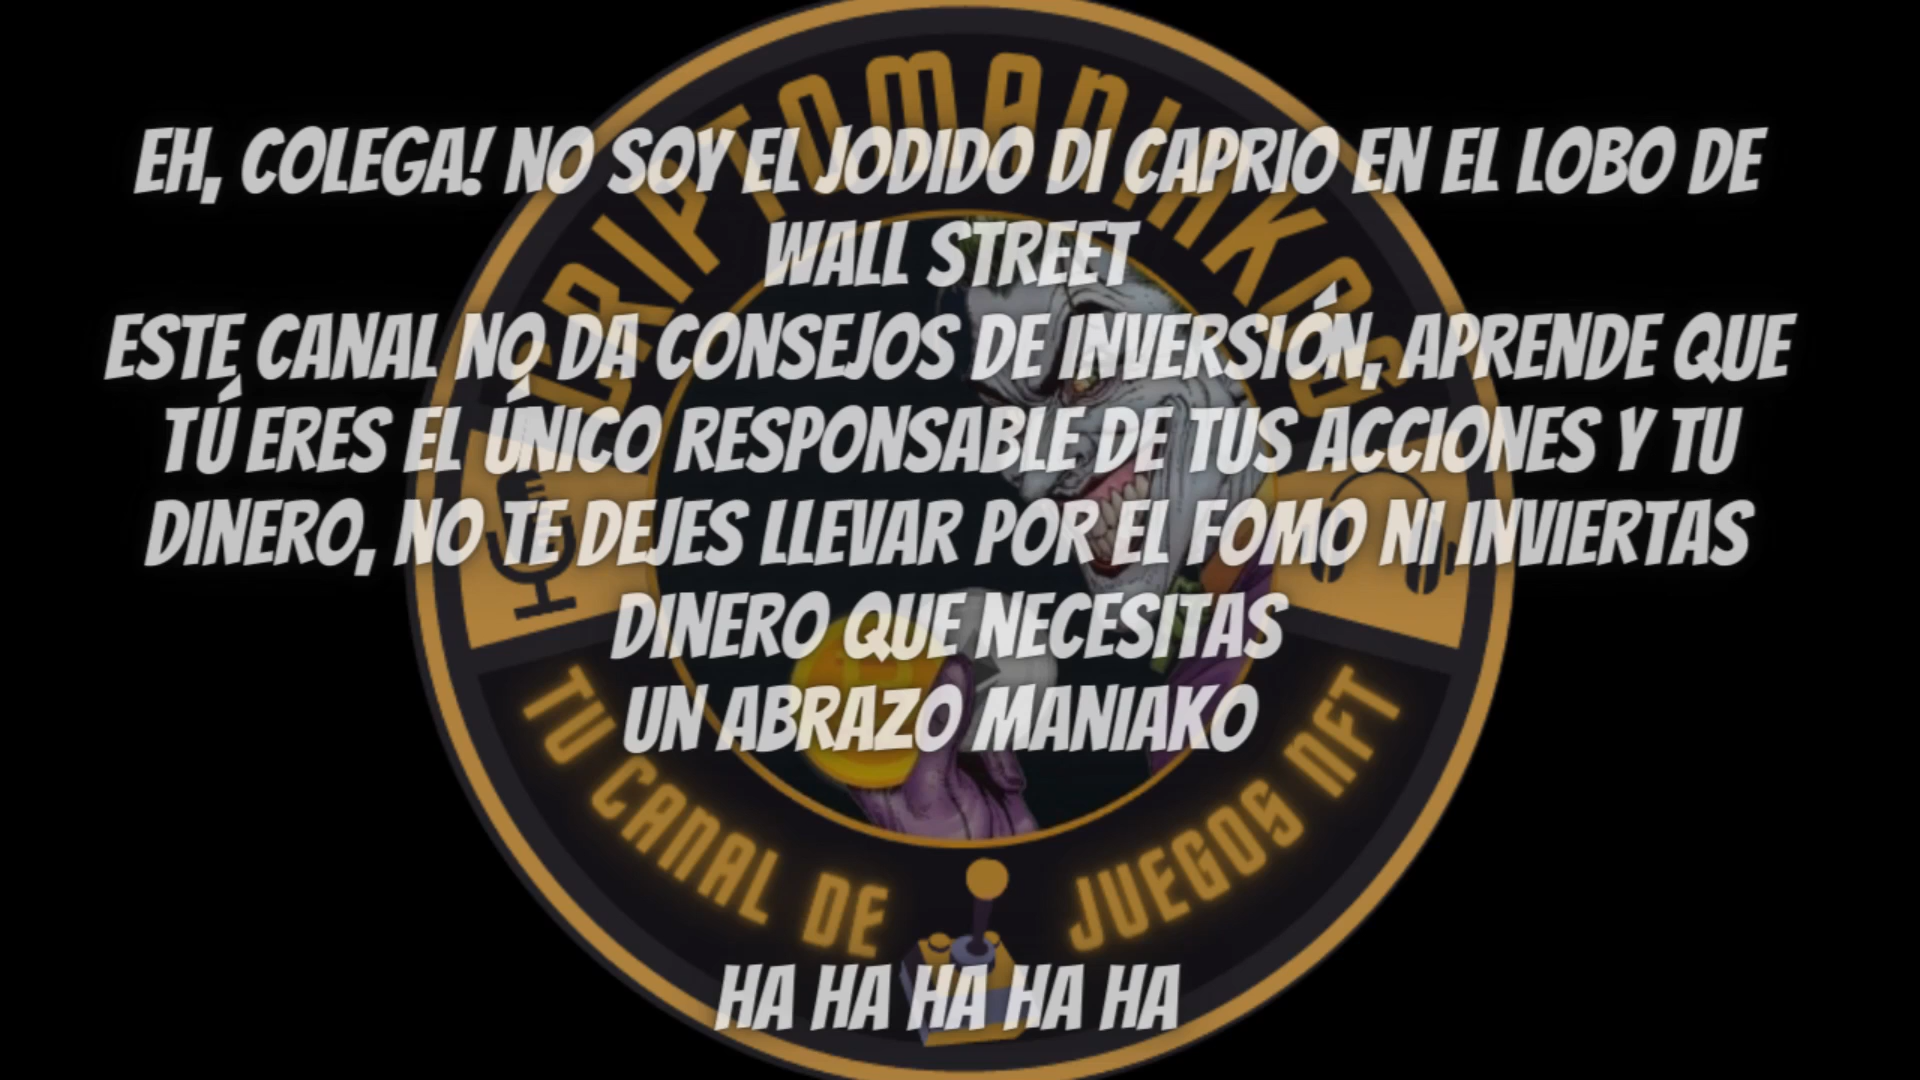 CRIPTOMANIAKOS
EH, COLEGA! NO SOY EL JODIDO DI CAPRIO EN EL LOBO DE
WALL STREET
ESTE CANAL NO DA CONSEJOS DE INVERSIÓN, APRENDE QUE
TÚ ERES EL ÚNICO RESPONSABLE DE TUS ACCIONES Y TU
DINERO, NO TE DEJES LLEVAR POR EL FOMO NI INVIERTAS
DINERO QUE NECESITAS
UN ABRAZO MANIAKO
TU CANAL DE JUEGOS NFT
HA HA HA HA HA